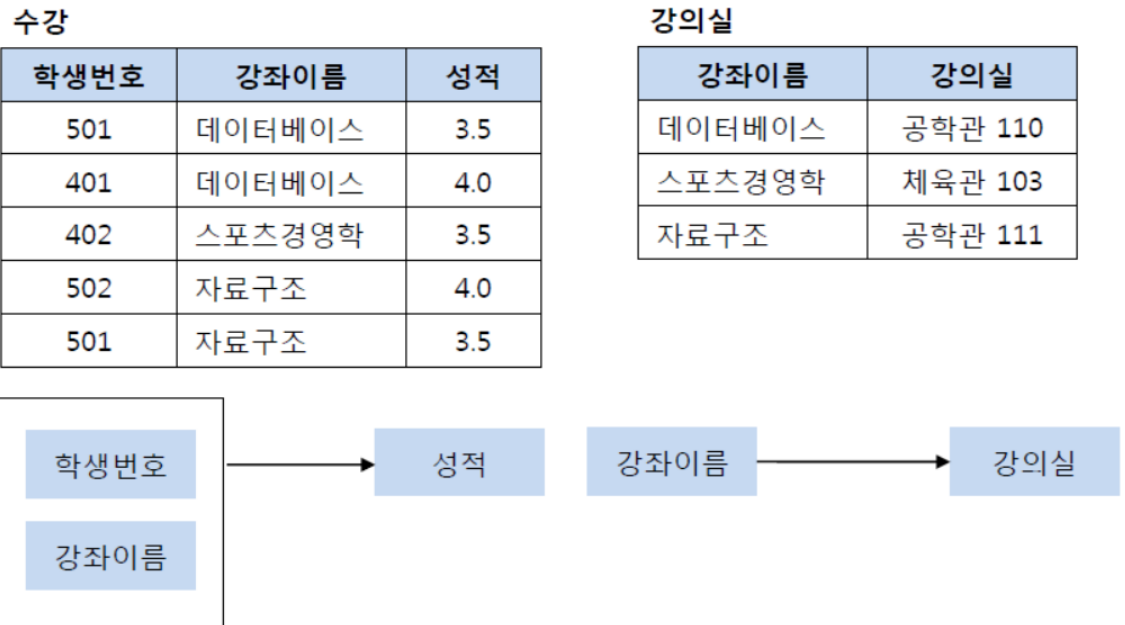 수강
학생번호 강좌이름 성적
501 데이터베이스 3.5
401 데이터베이스 4.0
402 스포츠경영학 3.5
502 자료구조 4.0
501 자료구조 3.5
강의실
강좌이름 강의실
데이터베이스 공학관 110
스포츠경영학 체육관 103
자료구조 공학관 111
학생번호 성적
강좌이름
강좌이름 강의실